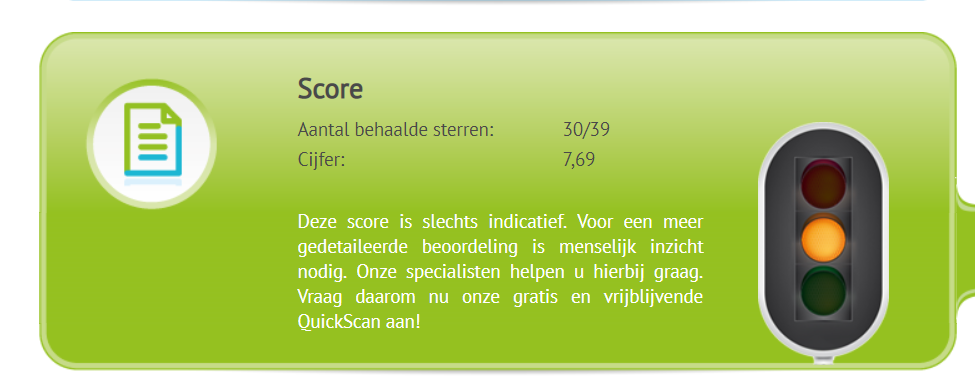 Score
Aantal behaalde sterren: 30/39
Cijfer: 7,69
Deze score is slechts indicatief. Voor een meer
gedetaileerde beoordeling is menselijk inzicht
nodig. Onze specialisten helpen u hierbij graag.
Vraag daarom nu onze gratis en vrijblijvende
QuickScan aan!